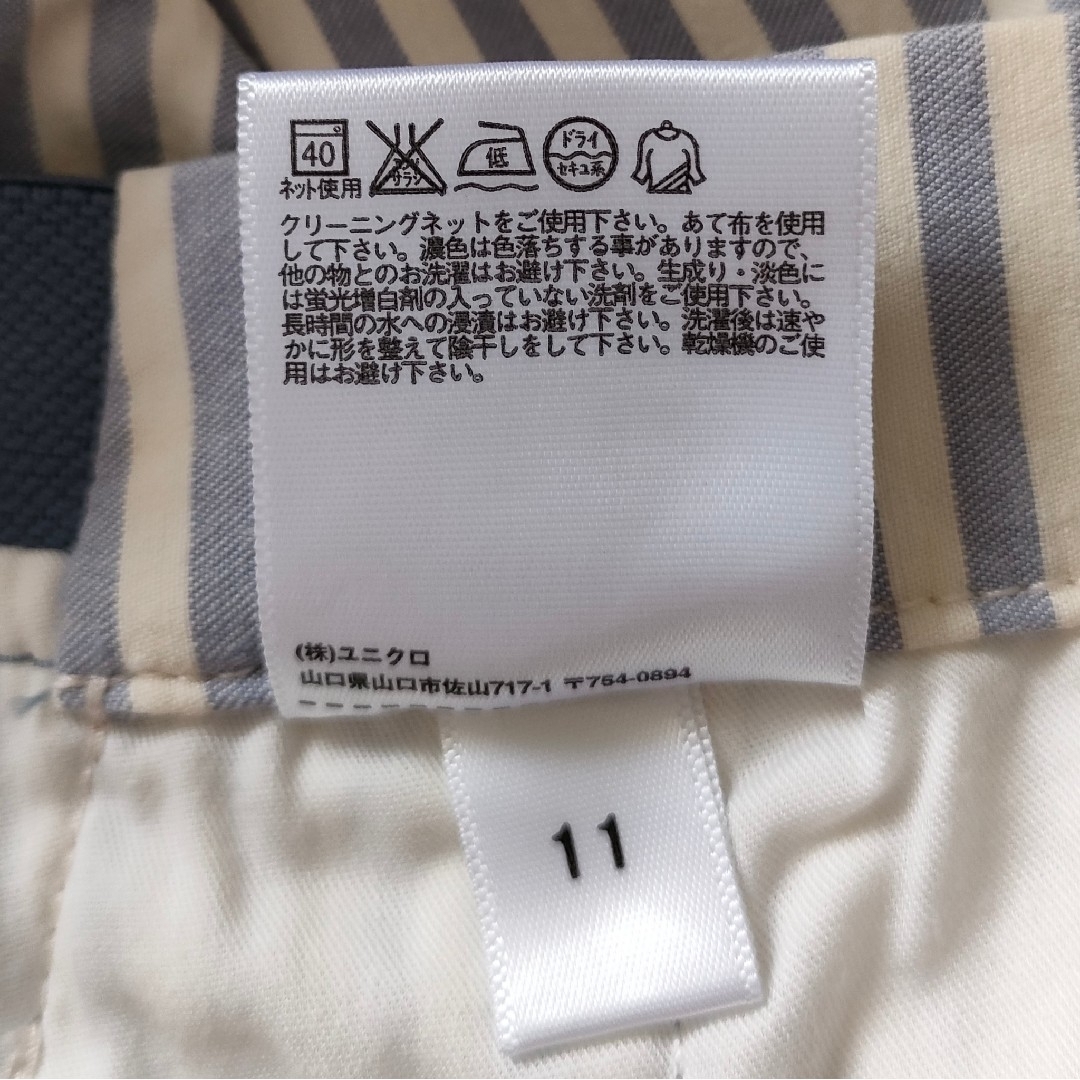 40
ネット使用
エンソ
サラシ
低
ドライ
セキユ系
クリーニングネットをご使用下さい。あて布を使用
して下さい。濃色は色落ちする事がありますので、
他の物とのお洗濯はお避け下さい。生成り・淡色に
は蛍光増白剤の入っていない洗剤をご使用下さい。
長時間の水への浸漬はお避け下さい。洗濯後は速や
かに形を整えて陰干しをして下さい。乾燥機のご使
用はお避け下さい。
(株)ユニクロ
山口県山口市佐山717-1 〒754-0894
11